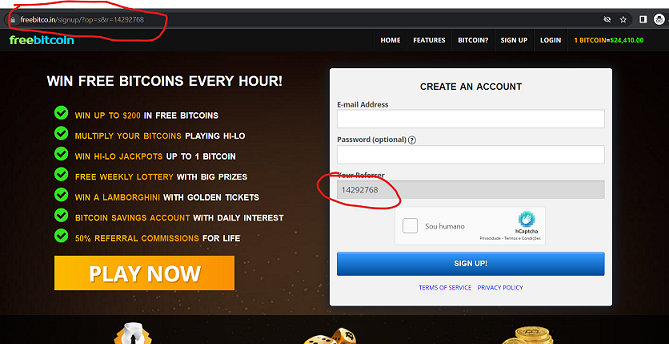 freebitco.in/signup/?op=s&r=14292768
freebitcoin
HOME FEATURES BITCOIN? SIGN UP LOGIN 1 BITCOIN=$24,410.00
WIN FREE BITCOINS EVERY HOUR!
WIN UP TO $200 IN FREE BITCOINS
MULTIPLY YOUR BITCOINS PLAYING HI-LO
WIN HI-LO JACKPOTS UP TO 1 BITCOIN
FREE WEEKLY LOTTERY WITH BIG PRIZES
WIN A LAMBORGHINI WITH GOLDEN TICKETS
BITCOIN SAVINGS ACCOUNT WITH DAILY INTEREST
50% REFERRAL COMMISSIONS FOR LIFE
PLAY NOW
CREATE AN ACCOUNT
E-mail Address
Password (optional) ?
Your Referrer
14292768
Sou humano
hCaptcha
Privacidade - Termos e Condições
SIGN UP!
TERMS OF SERVICE PRIVACY POLICY